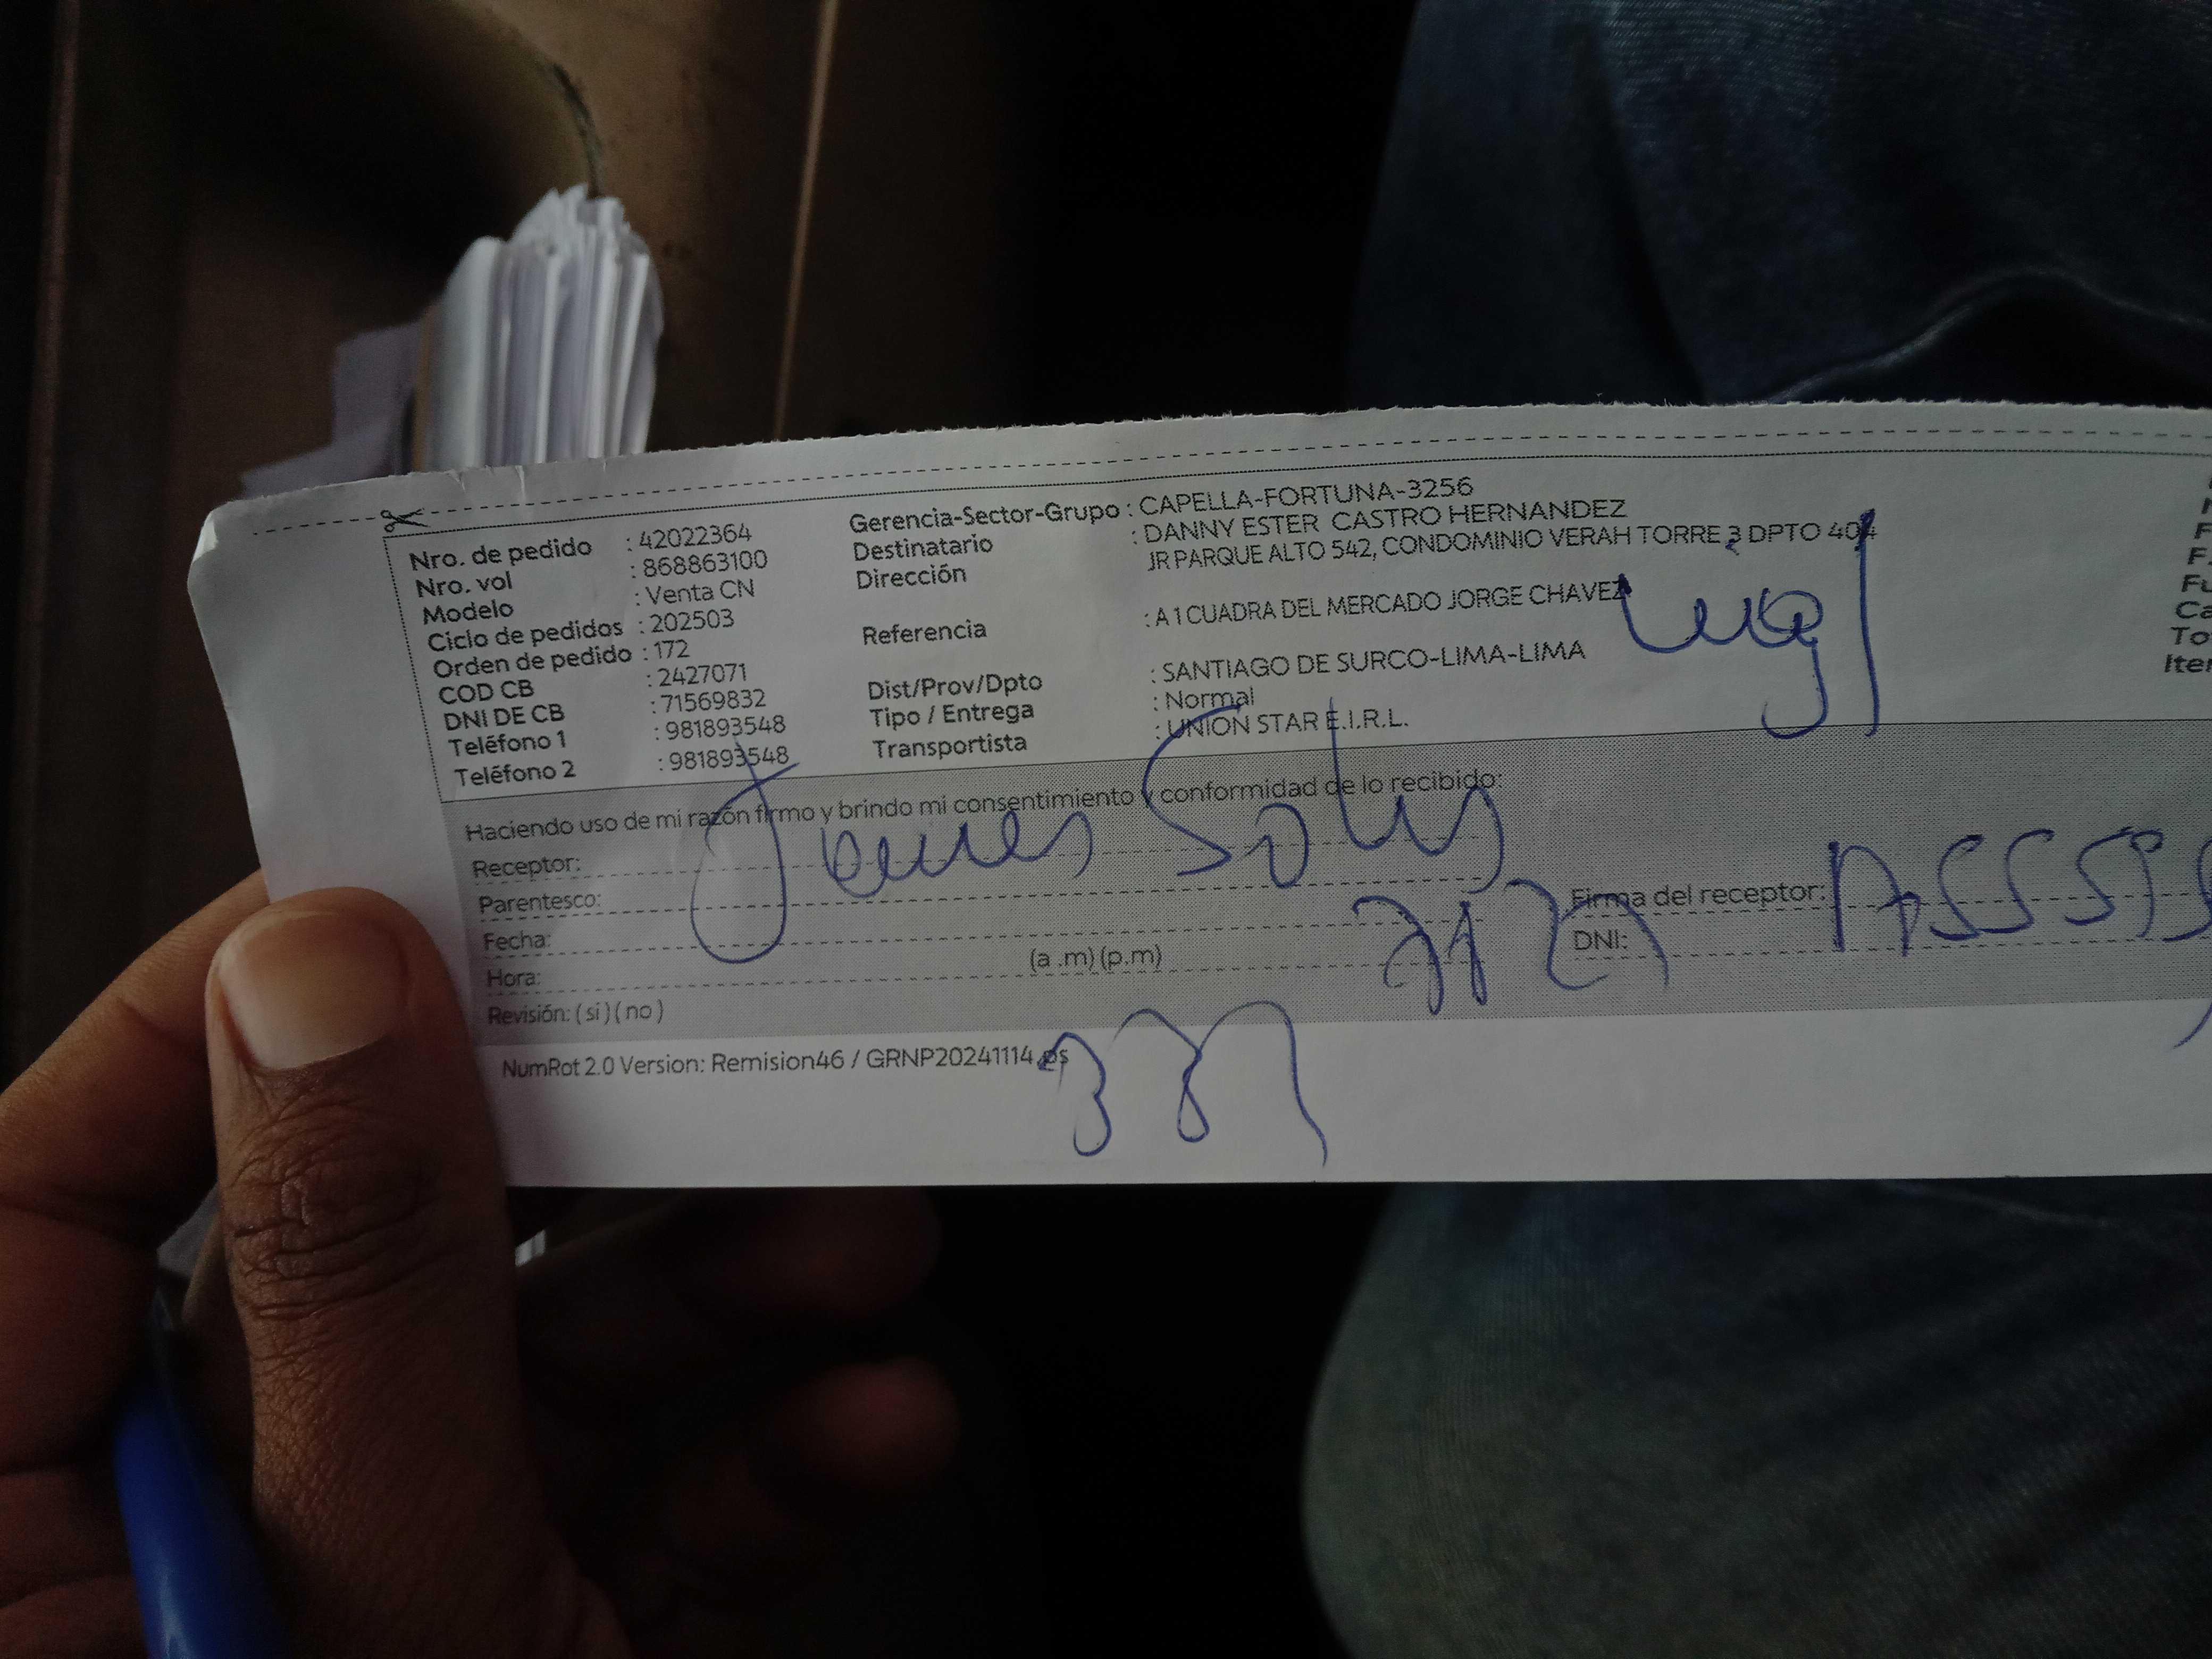 Nro. de pedido : 42022364
Nro. vol : 868863100
Modelo : Venta CN
Ciclo de pedidos : 202503
Orden de pedido : 172
COD CB : 2427071
DNI DE CB : 71569832
Teléfono 1 : 981893548
Teléfono 2 : 981893548
Gerencia-Sector-Grupo : CAPELLA-FORTUNA-3256
Destinatario : DANNY ESTER CASTRO HERNANDEZ
Dirección JR PARQUE ALTO 542, CONDOMINIO VERAH TORRE 3 DPTO 404
Referencia : A 1 CUADRA DEL MERCADO JORGE CHAVEZ
Dist/Prov/Dpto : SANTIAGO DE SURCO-LIMA-LIMA
Tipo / Entrega : Normal
Transportista : UNION STAR E.I.R.L.
Haciendo uso de mi razón firmo y brindo mi consentimiento y conformidad de lo recibido:
Receptor:
Parentesco:
Fecha:
Hora: (a .m) (p.m)
Revisión: ( si ) ( no )
Firma del receptor:
DNI:
NumRot 2.0 Version: Remision46 / GRNP20241114.ps